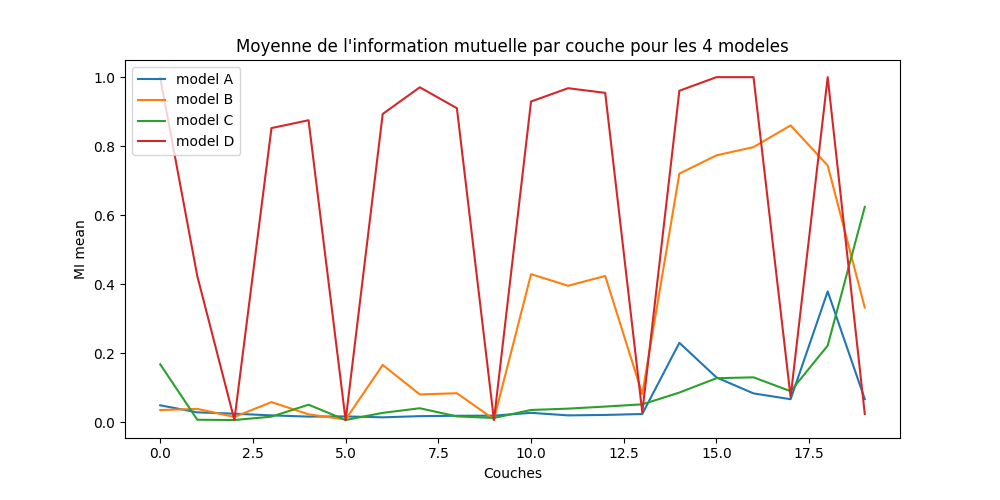 Moyenne de l'information mutuelle par couche pour les 4 modeles
model A
model B
model C
model D
MI mean
1.0
0.8
0.6
0.4
0.2
0.0
0.0 2.5 5.0 7.5 10.0 12.5 15.0 17.5
Couches